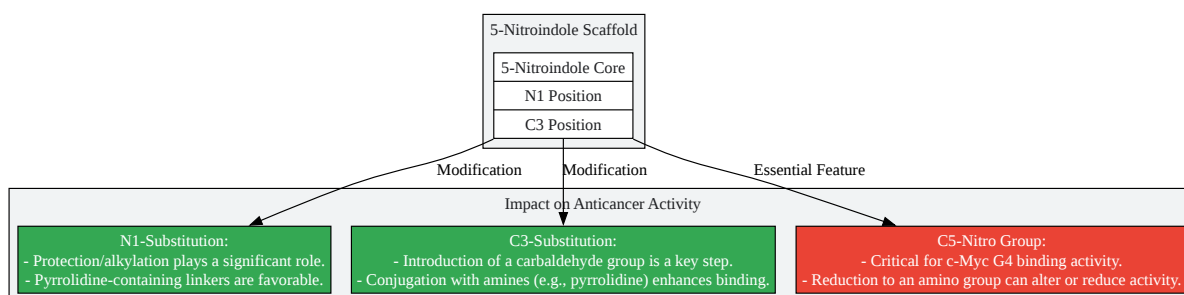 5-Nitroindole Scaffold
5-Nitroindole Core
N1 Position
C3 Position
Modification
Modification
Essential Feature
Impact on Anticancer Activity
N1-Substitution:
- Protection/alkylation plays a significant role.
- Pyrrolidine-containing linkers are favorable.
C3-Substitution:
- Introduction of a carbaldehyde group is a key step.
- Conjugation with amines (e.g., pyrrolidine) enhances binding.
C5-Nitro Group:
- Critical for c-Myc G4 binding activity.
- Reduction to an amino group can alter or reduce activity.